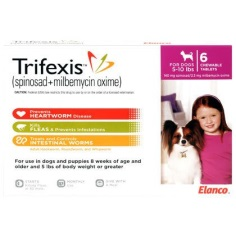 Trifexis
(spinosad+milbemycin oxime)
FOR DOGS
5-10 lbs
6
CHEWABLE
TABLETS
Prevents
HEARTWORM Disease
Kills
FLEAS & Prevents Infestations
Treats and Controls
INTESTINAL WORMS
For use in dogs and puppies 8 weeks of age and
older and 5 lbs of body weight or greater
Elanco